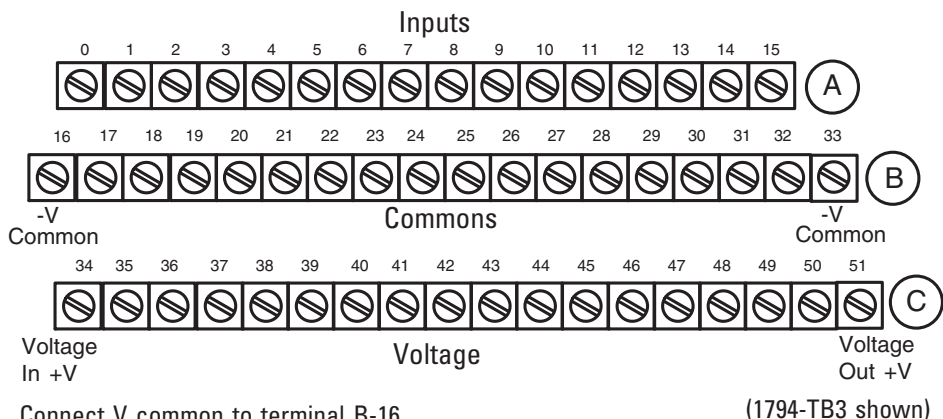 Inputs
0 1 2 3 4 5 6 7 8 9 10 11 12 13 14 15
A
16 17 18 19 20 21 22 23 24 25 26 27 28 29 30 31 32 33
B
-V Common
Commons
-V Common
34 35 36 37 38 39 40 41 42 43 44 45 46 47 48 49 50 51
C
Voltage In +V
Voltage
Voltage Out +V
Connect V common to terminal B-16
(1794-TB3 shown)